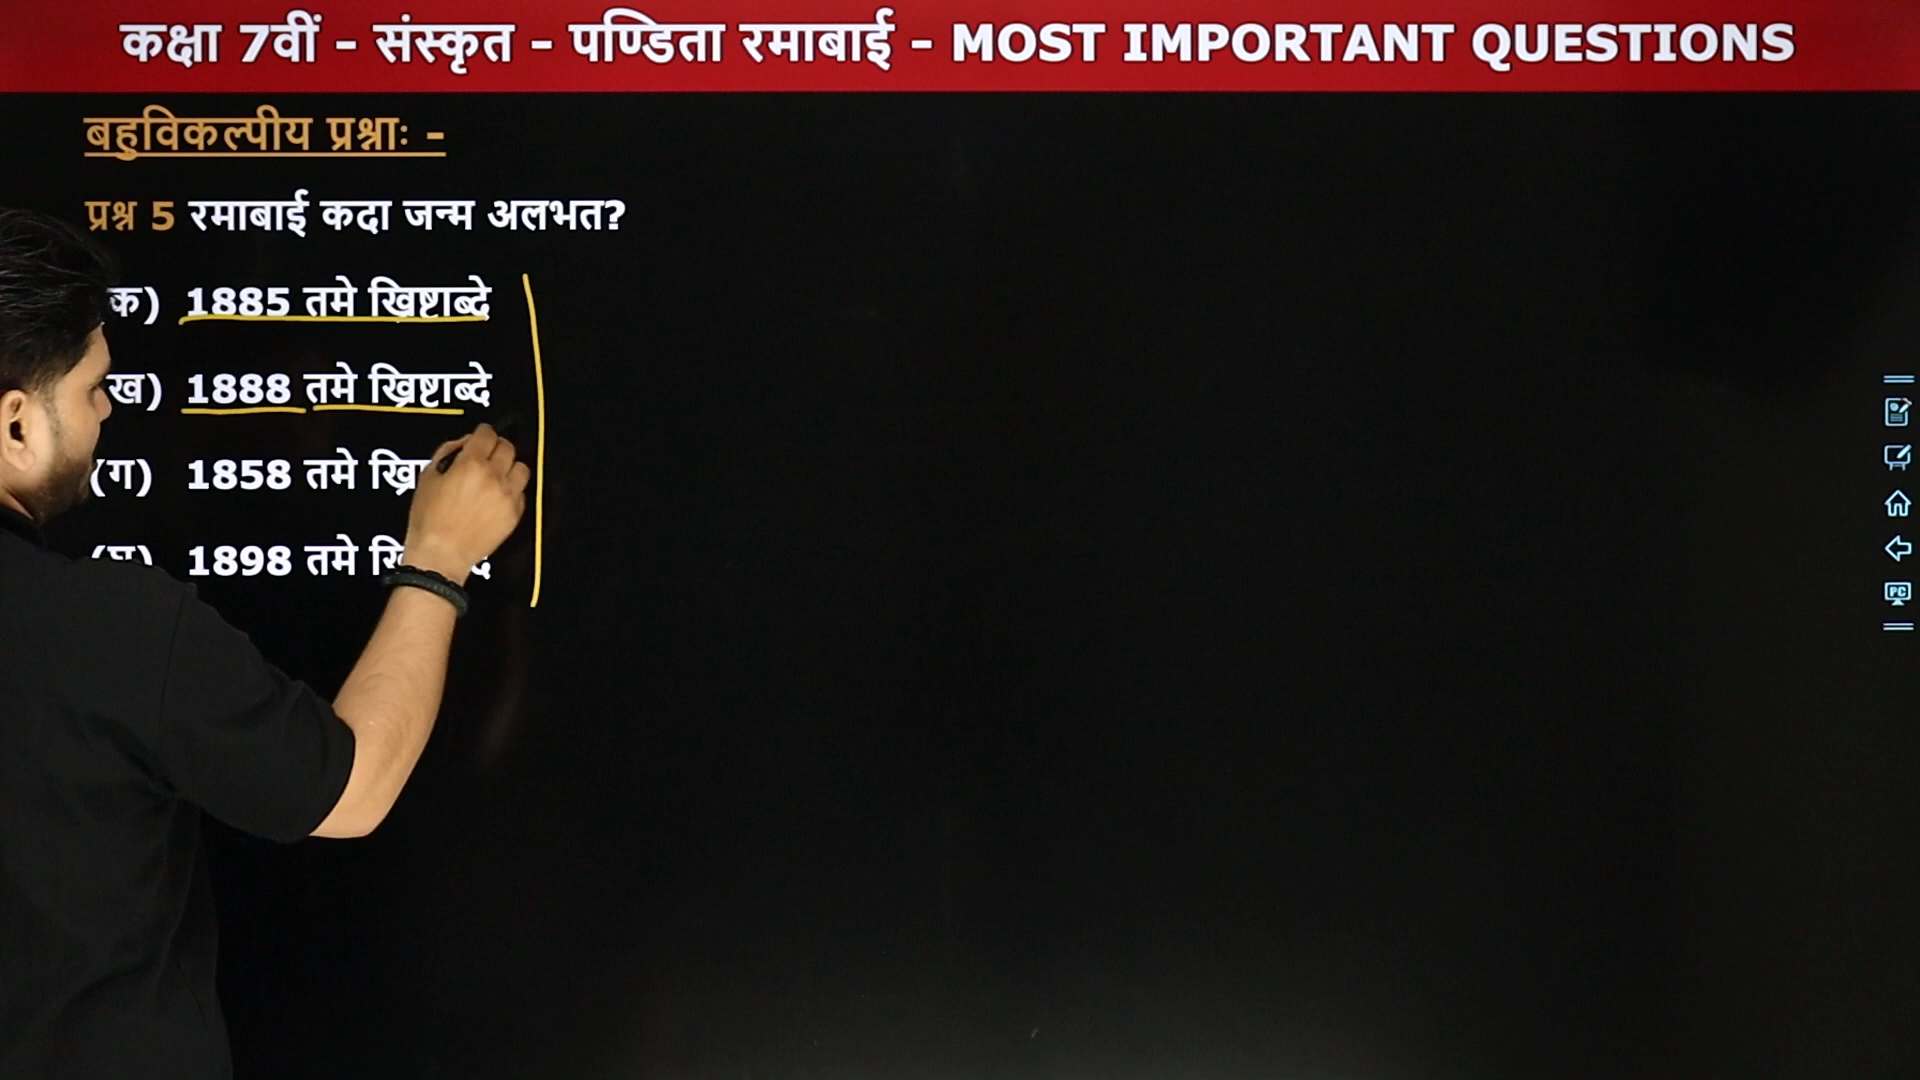 कक्षा 7वीं - संस्कृत - पण्डिता रमाबाई - MOST IMPORTANT QUESTIONS
बहुविकल्पीय प्रश्नाः -
प्रश्न 5 रमाबाई कदा जन्म अलभत?
क) 1885 तमे ख्रिष्टाब्दे
ख) 1888 तमे ख्रिष्टाब्दे
(ग) 1858 तमे
1898 तमे
PC